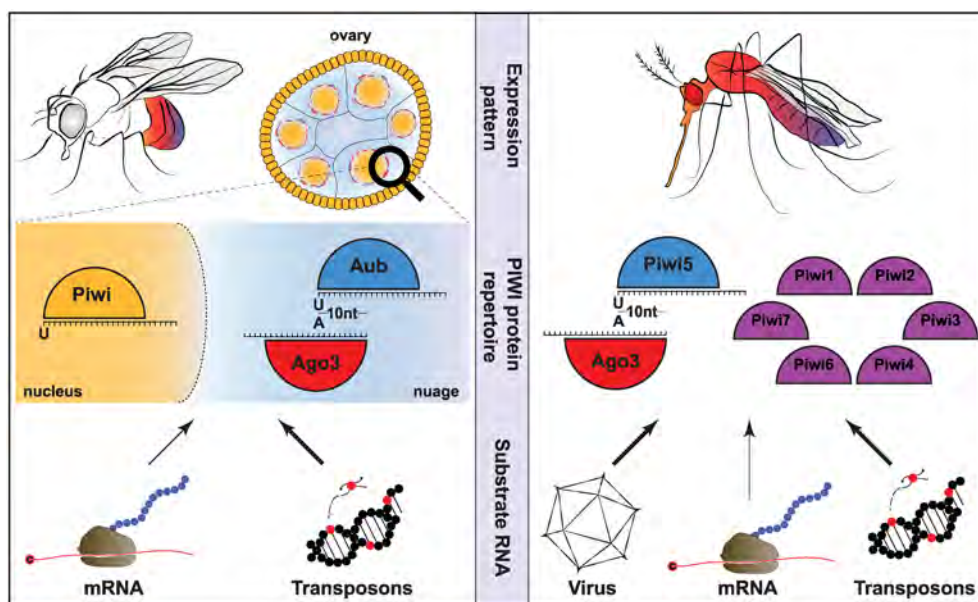 ovary
Piwi
U
nucleus
Aub
U
10nt
A
Ago3
nuage
mRNA
Transposons
Expression
pattern
PIWI protein
repertoire
Substrate RNA
Piwi5
U
10nt
A
Ago3
Piwi1
Piwi2
Piwi7
Piwi3
Piwi6
Piwi4
Virus
mRNA
Transposons